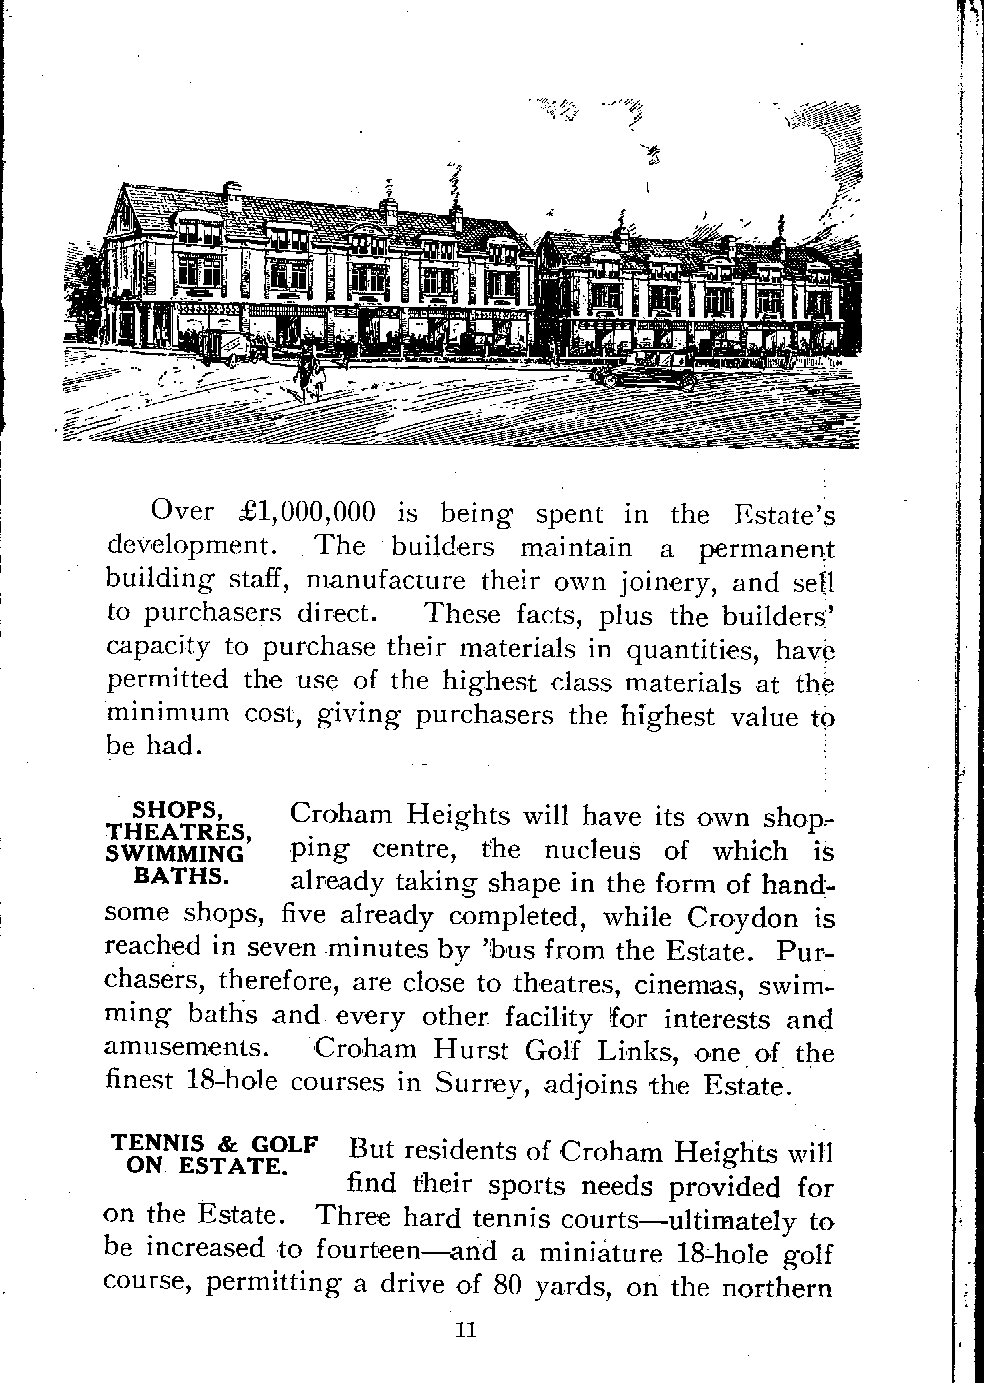 Over £1,000,000 is being spent in the Estate's
development. The builders maintain a permanent
building staff, manufacture their own joinery, and sell
to purchasers direct. These facts, plus the builders'
capacity to purchase their materials in quantities, have
permitted the use of the highest class materials at the
minimum cost, giving purchasers the highest value to
be had.
SHOPS,
THEATRES,
SWIMMING
BATHS.
Croham Heights will have its own shop-
ping centre, the nucleus of which is
already taking shape in the form of hand-
some shops, five already completed, while Croydon is
reached in seven minutes by 'bus from the Estate. Pur-
chasers, therefore, are close to theatres, cinemas, swim-
ming baths and every other facility for interests and
amusements. Croham Hurst Golf Links, one of the
finest 18-hole courses in Surrey, adjoins the Estate.
TENNIS & GOLF
ON ESTATE.
But residents of Croham Heights will
find their sports needs provided for
on the Estate. Three hard tennis courts—ultimately to
be increased to fourteen—and a miniature 18-hole golf
course, permitting a drive of 80 yards, on the northern
11